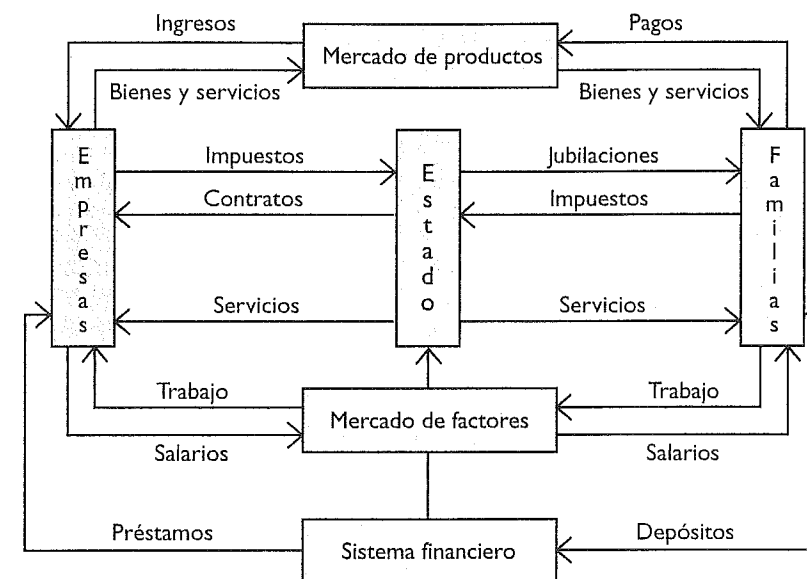 Ingresos
Pagos
Mercado de productos
Bienes y servicios
Bienes y servicios
Empresas
Impuestos
Estado
Jubilaciones
Familias
Contratos
Impuestos
Servicios
Servicios
Trabajo
Trabajo
Mercado de factores
Salarios
Salarios
Préstamos
Depósitos
Sistema financiero